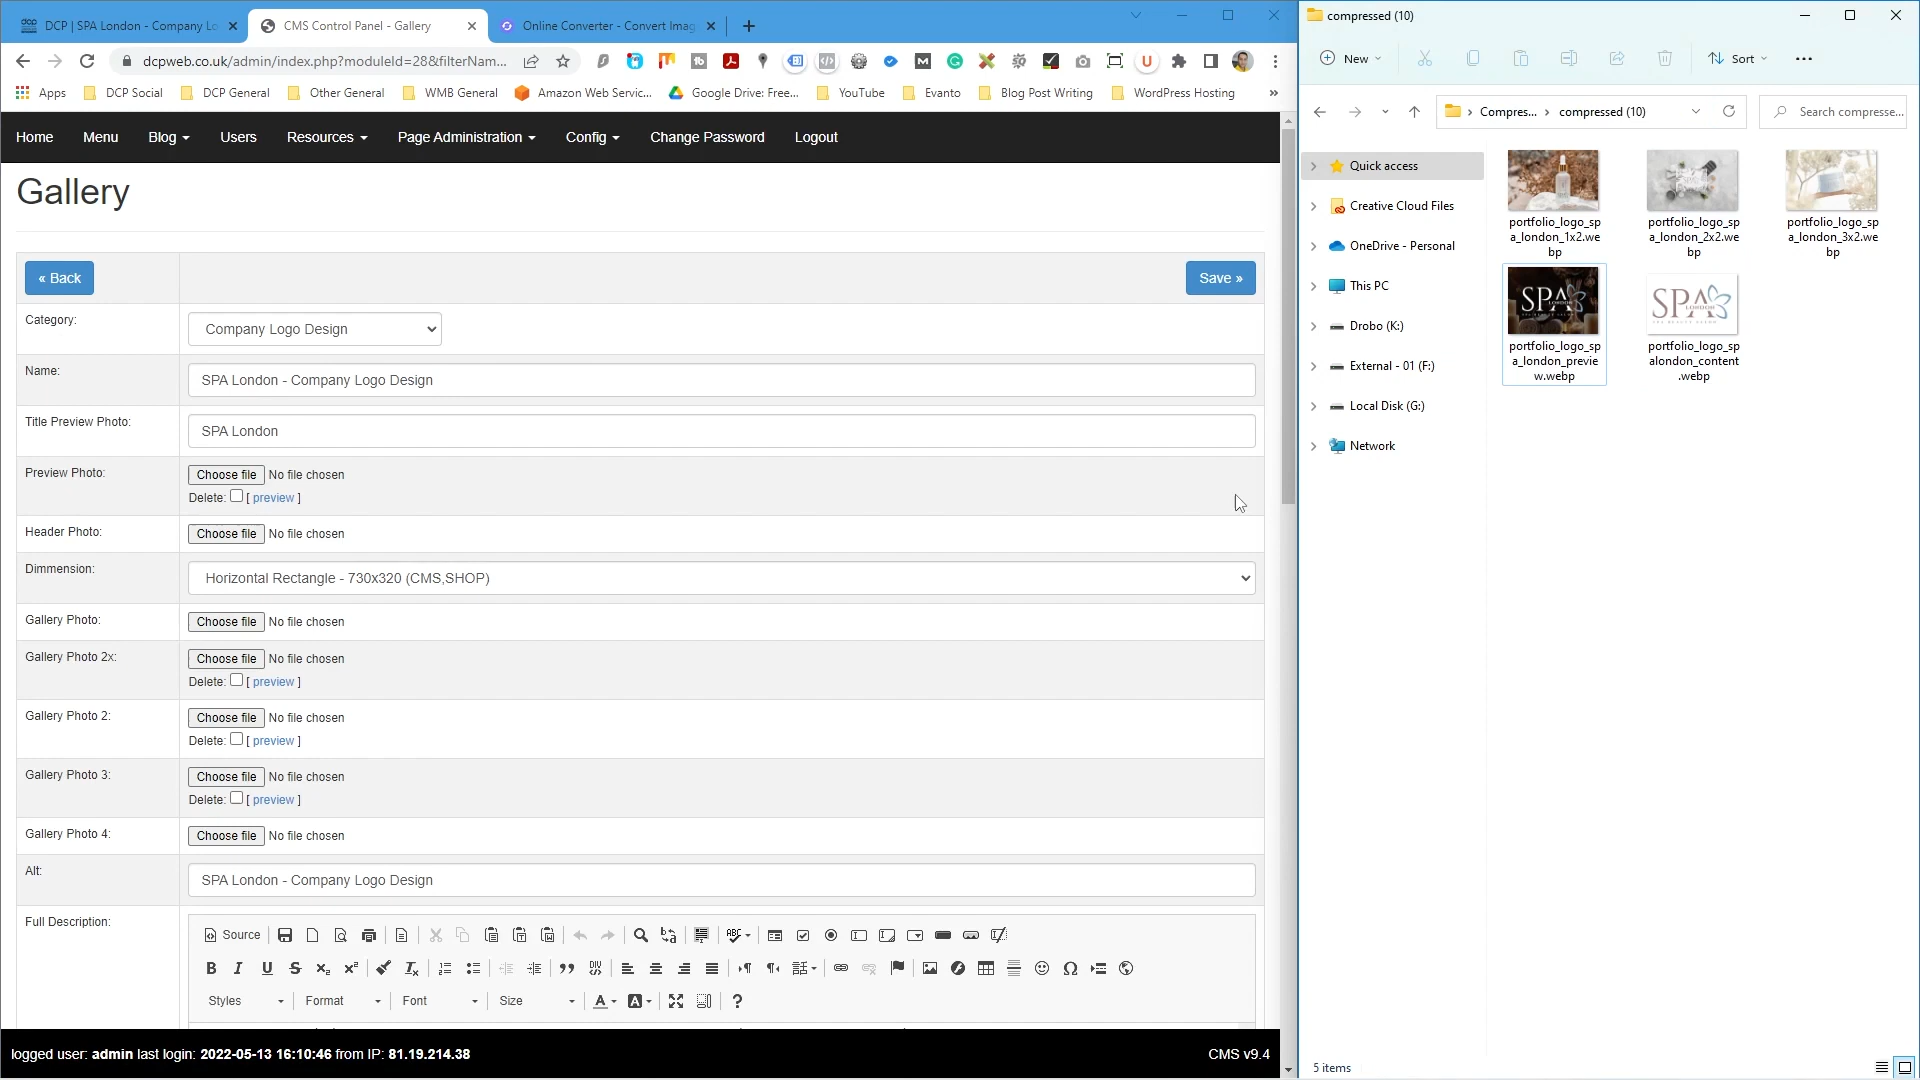 DCP | SPA London - Company Lo
CMS Control Panel - Gallery
Online Converter - Convert Imag
dcpweb.co.uk/admin/index.php?moduleId=28&filterNam...
Apps
DCP Social
DCP General
Other General
WMB General
Amazon Web Servic...
Google Drive: Free...
YouTube
Evanto
Blog Post Writing
WordPress Hosting
»
Home
Menu
Blog
Users
Resources
Page Administration
Config
Change Password
Logout
Gallery
« Back
Save »
Category:
Company Logo Design
Name:
SPA London - Company Logo Design
Title Preview Photo:
SPA London
Preview Photo:
Choose file No file chosen
Delete: [ preview ]
Header Photo:
Choose file No file chosen
Dimmension:
Horizontal Rectangle - 730x320 (CMS,SHOP)
Gallery Photo:
Choose file No file chosen
Gallery Photo 2x:
Choose file No file chosen
Delete: [ preview ]
Gallery Photo 2:
Choose file No file chosen
Delete: [ preview ]
Gallery Photo 3:
Choose file No file chosen
Delete: [ preview ]
Gallery Photo 4:
Choose file No file chosen
Alt:
SPA London - Company Logo Design
Full Description:
Source
Styles
Format
Font
Size
logged user: admin last login: 2022-05-13 16:10:46 from IP: 81.19.214.38
CMS v9.4
compressed (10)
New
Sort
Compres... › compressed (10)
Search compresse...
Quick access
Creative Cloud Files
OneDrive - Personal
This PC
Drobo (K:)
External - 01 (F:)
Local Disk (G:)
Network
portfolio_logo_sp
a_london_1x2.we
bp
portfolio_logo_sp
a_london_2x2.we
bp
portfolio_logo_sp
a_london_3x2.we
bp
SPA
LONDON
portfolio_logo_sp
a_london_previe
w.webp
SPA
LONDON
portfolio_logo_sp
alondon_content
.webp
5 items